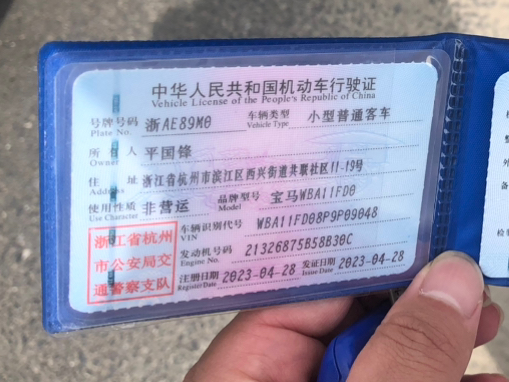 中华人民共和国机动车行驶证
Vehicle License of the People's Republic of China
号牌号码 浙AE89M0 车辆类型 小型普通客车
Plate No. Vehicle Type
所有人 平国锋
Owner
住址 浙江省杭州市滨江区西兴街道共联社区11-19号
Address
使用性质 非营运 品牌型号 宝马WBA11FD0
Use Character Model
浙江省杭州
市公安局交
通警察支队
车辆识别代号 WBA11FD08P9P09048
VIN
发动机号码 21326875B58B30C
Engine No.
注册日期 2023-04-28 发证日期 2023-04-28
Register Date Issue Date